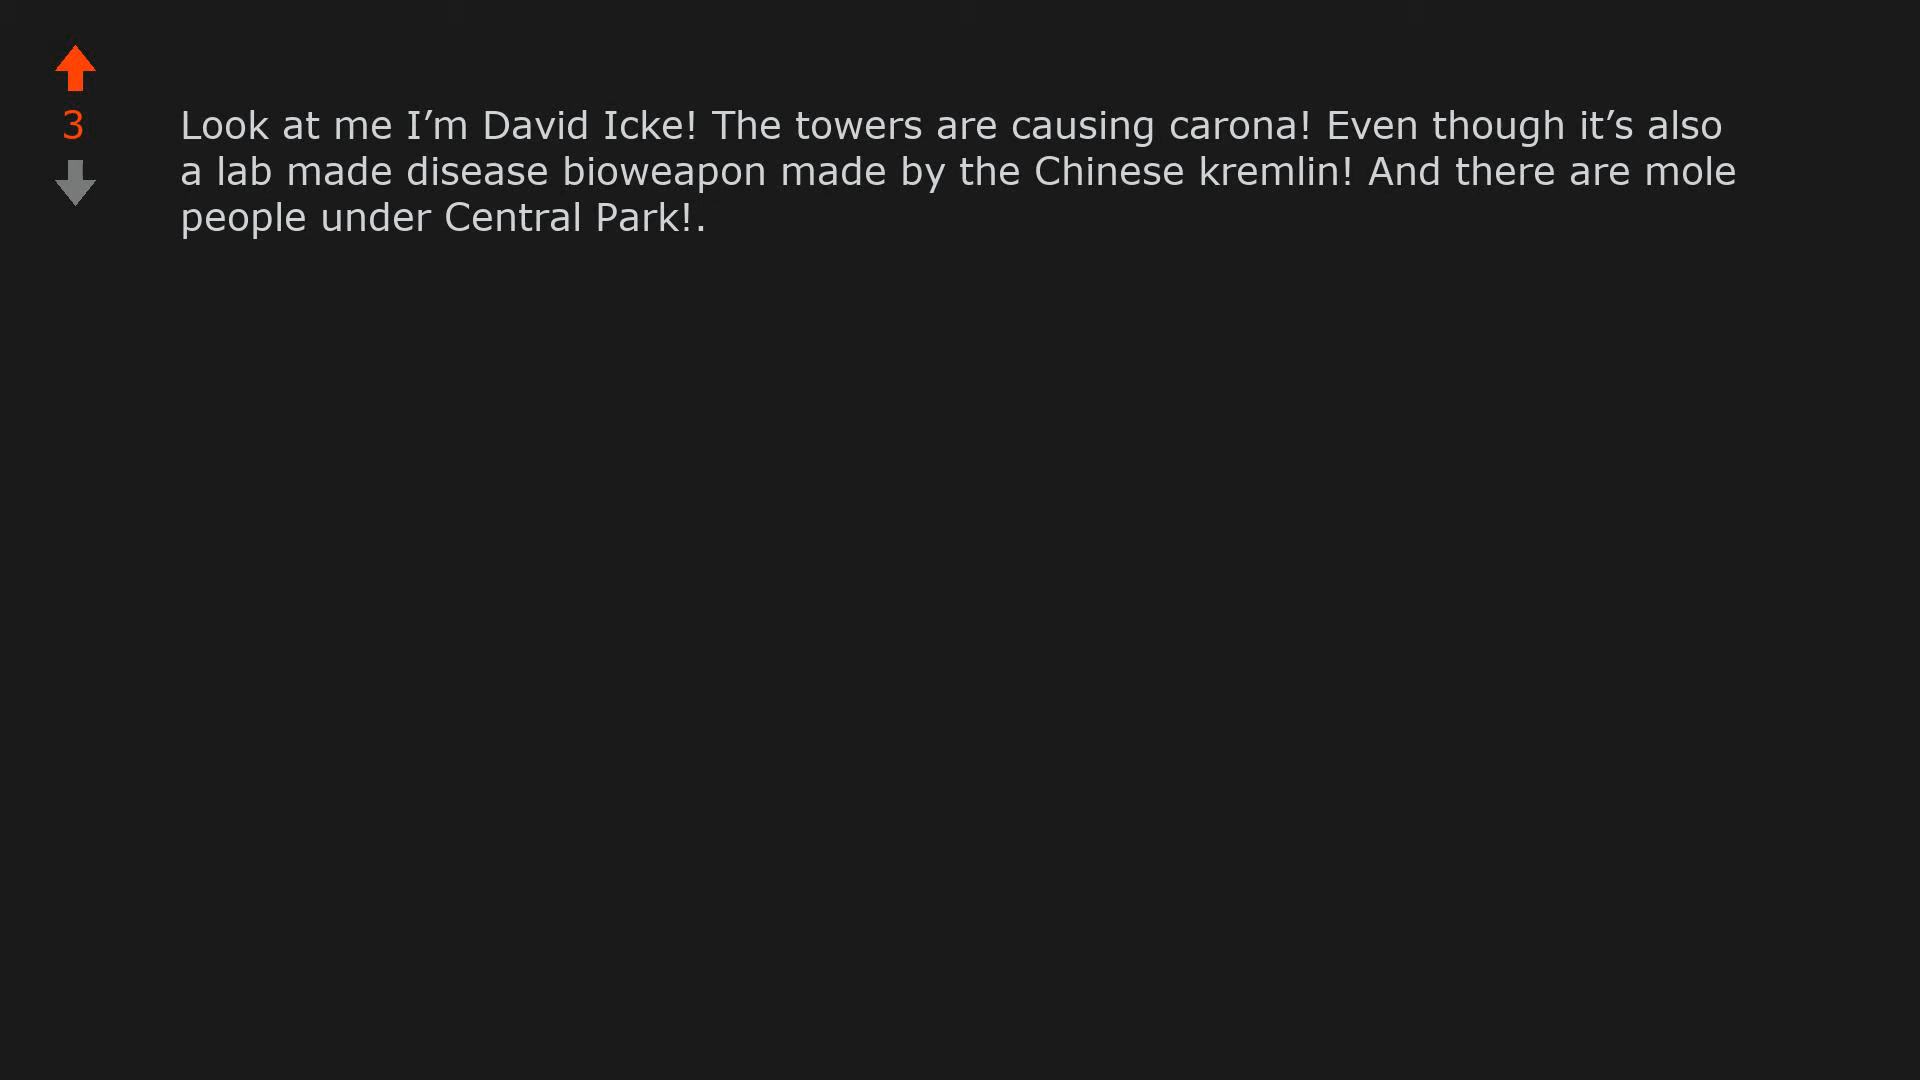 3
Look at me I’m David Icke! The towers are causing carona! Even though it’s also
a lab made disease bioweapon made by the Chinese kremlin! And there are mole
people under Central Park!.